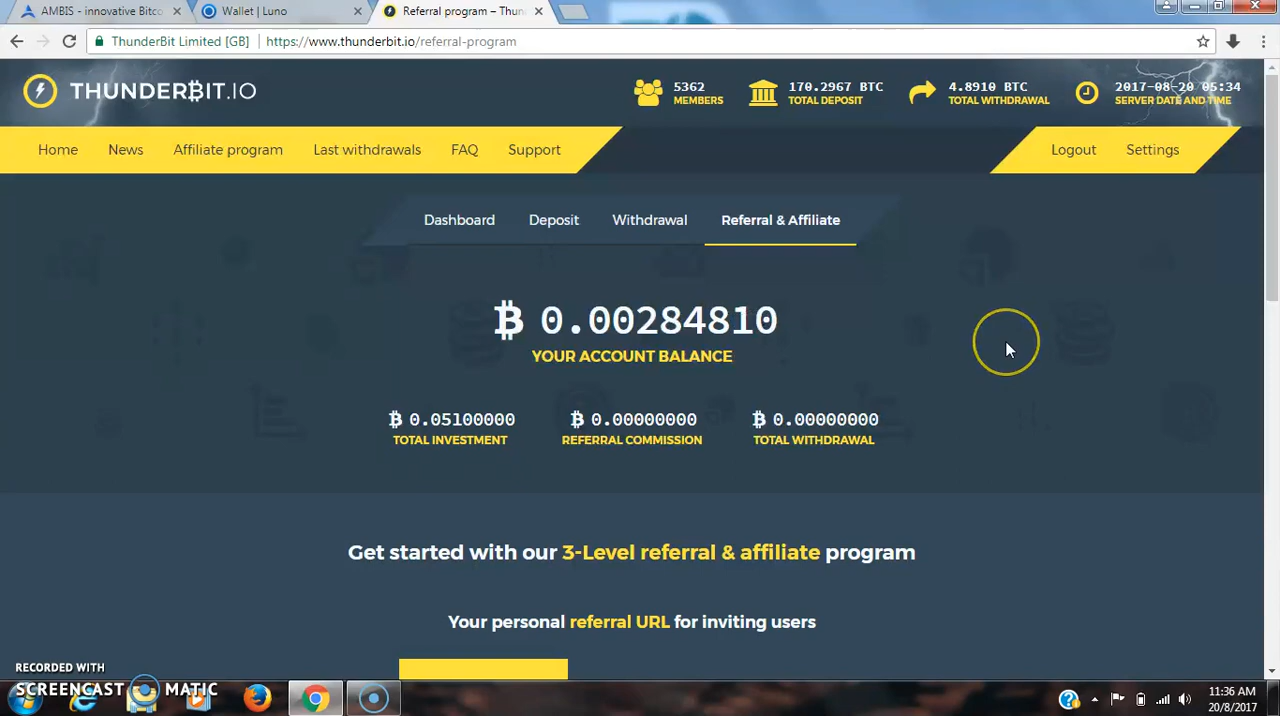 AMBIS - innovative Bitco
Wallet | Luno
Referral program – Thun
ThunderBit Limited [GB]
https://www.thunderbit.io/referral-program
THUNDERBIT.IO
5362
MEMBERS
170.2967 BTC
TOTAL DEPOSIT
4.8910 BTC
TOTAL WITHDRAWAL
2017-08-20 05:34
SERVER DATE AND TIME
Home
News
Affiliate program
Last withdrawals
FAQ
Support
Logout
Settings
Dashboard
Deposit
Withdrawal
Referral & Affiliate
₿ 0.00284810
YOUR ACCOUNT BALANCE
₿ 0.05100000
TOTAL INVESTMENT
₿ 0.00000000
REFERRAL COMMISSION
₿ 0.00000000
TOTAL WITHDRAWAL
Get started with our 3-Level referral & affiliate program
Your personal referral URL for inviting users
RECORDED WITH
SCREENCAST MATIC
11:36 AM
20/8/2017